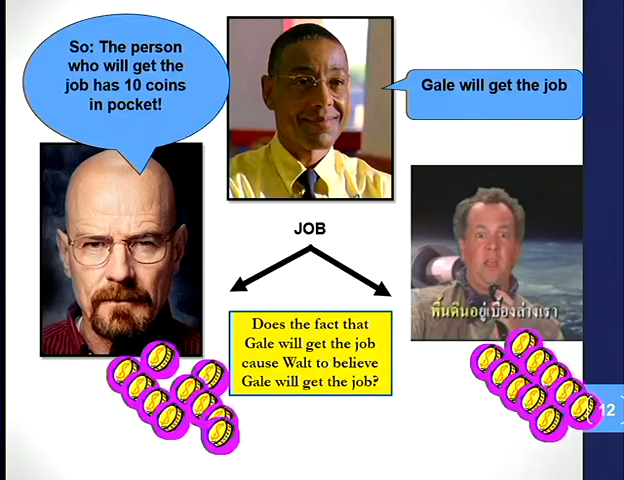 So: The person
who will get the
job has 10 coins
in pocket!
Gale will get the job
JOB
พื้นดินอยู่เบื้องล่างเรา
Does the fact that
Gale will get the job
cause Walt to believe
Gale will get the job?
12